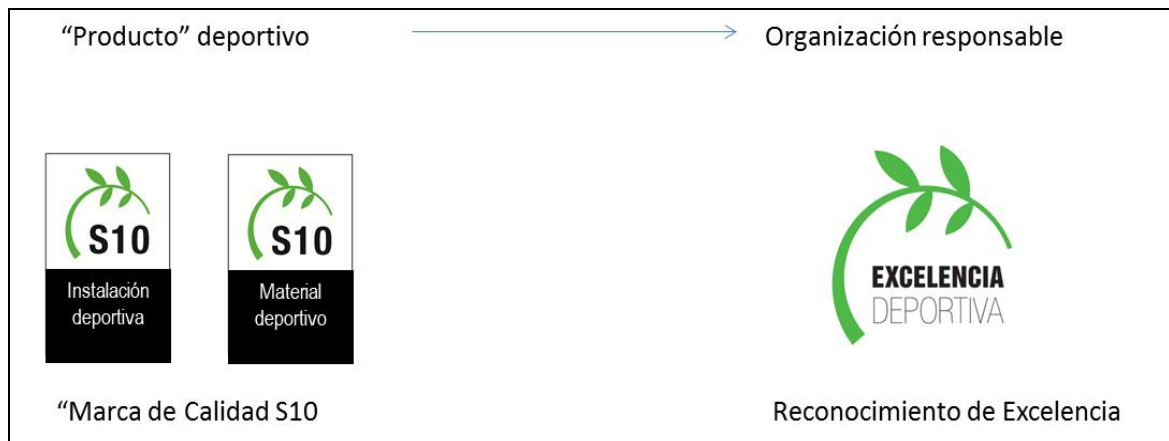 “Producto” deportivo
Organización responsable
S10
Instalación
deportiva
S10
Material
deportivo
EXCELENCIA
DEPORTIVA
“Marca de Calidad S10
Reconocimiento de Excelencia